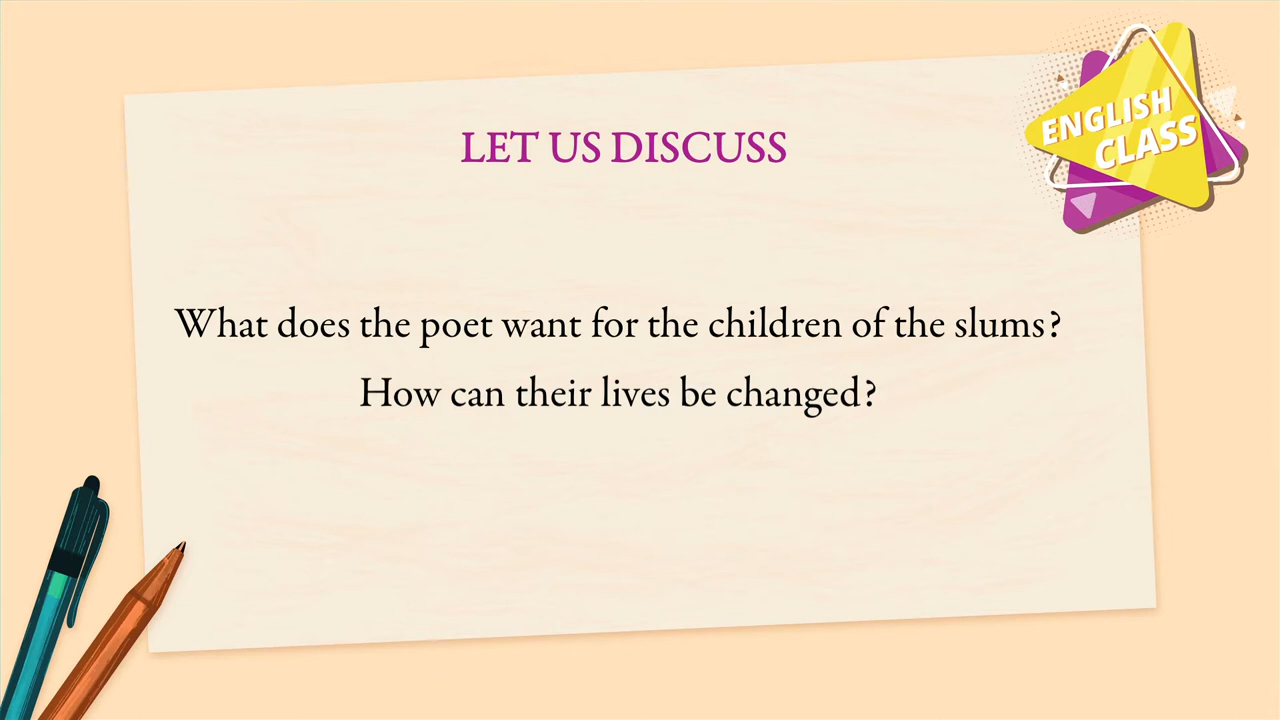 LET US DISCUSS
ENGLISH
CLASS
What does the poet want for the children of the slums?
How can their lives be changed?